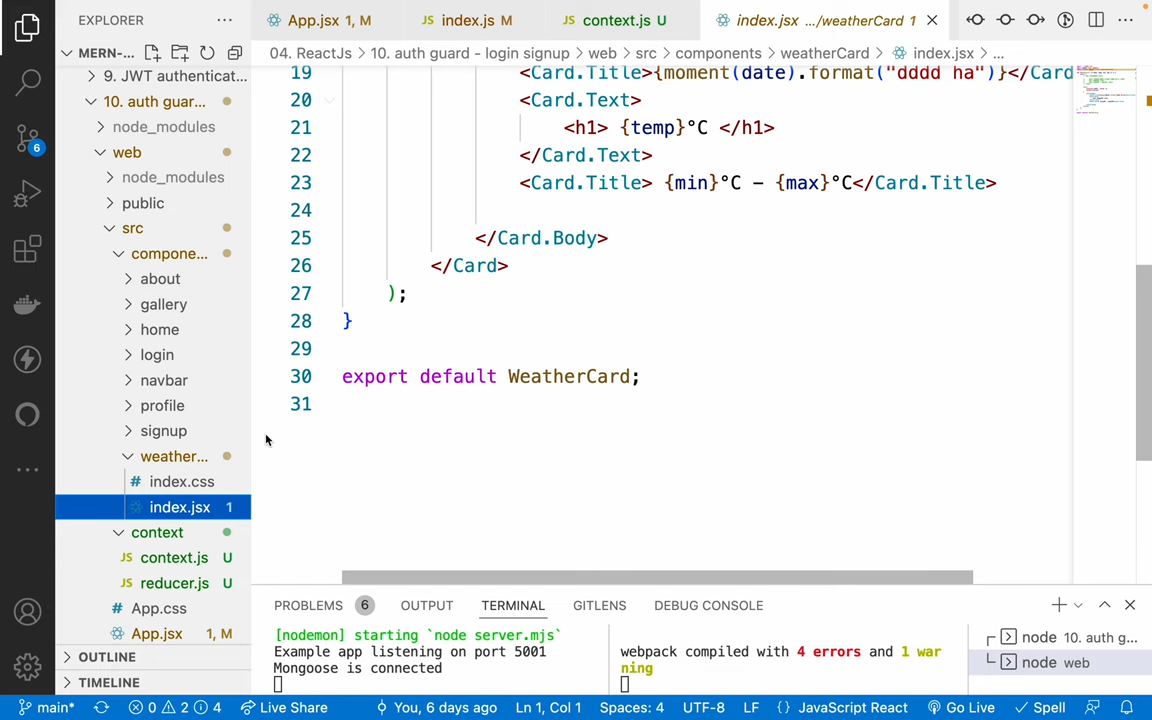 EXPLORER
App.jsx 1, M
index.js M
context.js U
index.jsx .../weatherCard 1
MERN-...
04. ReactJs > 10. auth guard - login signup > web > src > components > weatherCard > index.jsx > ...
9. JWT authenticat...
10. auth guar...
node_modules
web
node_modules
public
src
compone...
about
gallery
home
login
navbar
profile
signup
weather...
index.css
index.jsx 1
context
JS context.js U
JS reducer.js U
App.css
App.jsx 1, M
OUTLINE
TIMELINE
19 <Card.Title>{moment(date).format("dddd ha")}</Card
20 <Card.Text>
21 <h1> {temp}°C </h1>
22 </Card.Text>
23 <Card.Title> {min}°C - {max}°C</Card.Title>
24
25 </Card.Body>
26 </Card>
27 );
28 }
29
30 export default WeatherCard;
31
PROBLEMS 6 OUTPUT TERMINAL GITLENS DEBUG CONSOLE
[nodemon] starting `node server.mjs`
Example app listening on port 5001
Mongoose is connected
webpack compiled with 4 errors and 1 war
ning
node 10. auth g...
node web
6
main* 0 2 4 Live Share You, 6 days ago Ln 1, Col 1 Spaces: 4 UTF-8 LF {} JavaScript React Go Live Spell